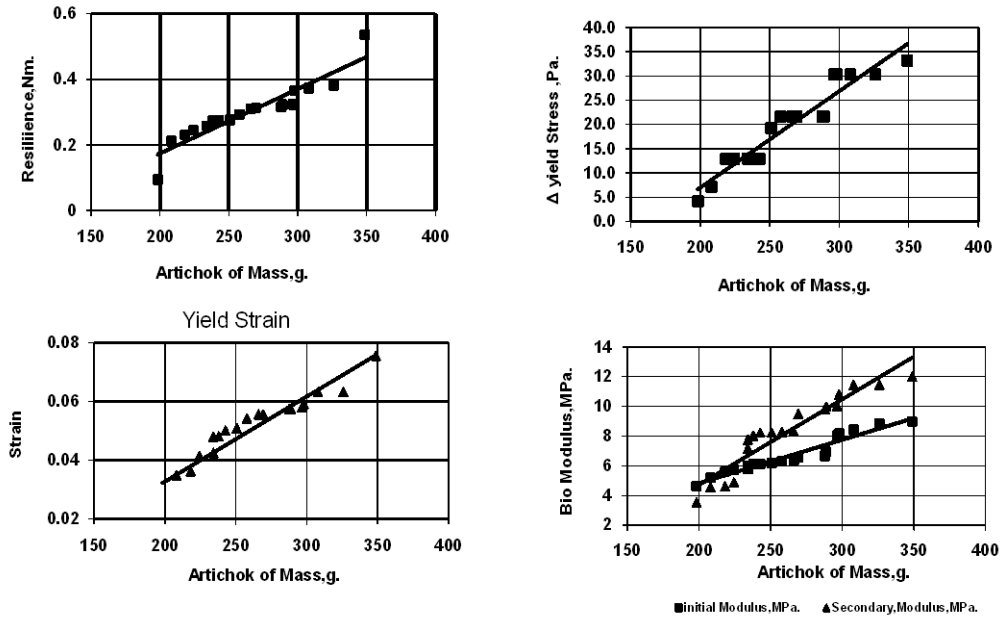 0.6
0.4
0.2
0
Resiliience,Nm.
150 200 250 300 350 400
Artichok of Mass,g.
40.0
35.0
30.0
25.0
20.0
15.0
10.0
5.0
0.0
Δ yield Stress ,Pa.
150 200 250 300 350 400
Artichok of Mass,g.
Yield Strain
0.08
0.06
0.04
0.02
Strain
150 200 250 300 350 400
Artichok of Mass,g.
14
12
10
8
6
4
2
Bio Modulus,MPa.
150 200 250 300 350 400
Artichok of Mass,g.
initial Modulus,MPa. Secondary,Modulus,MPa.